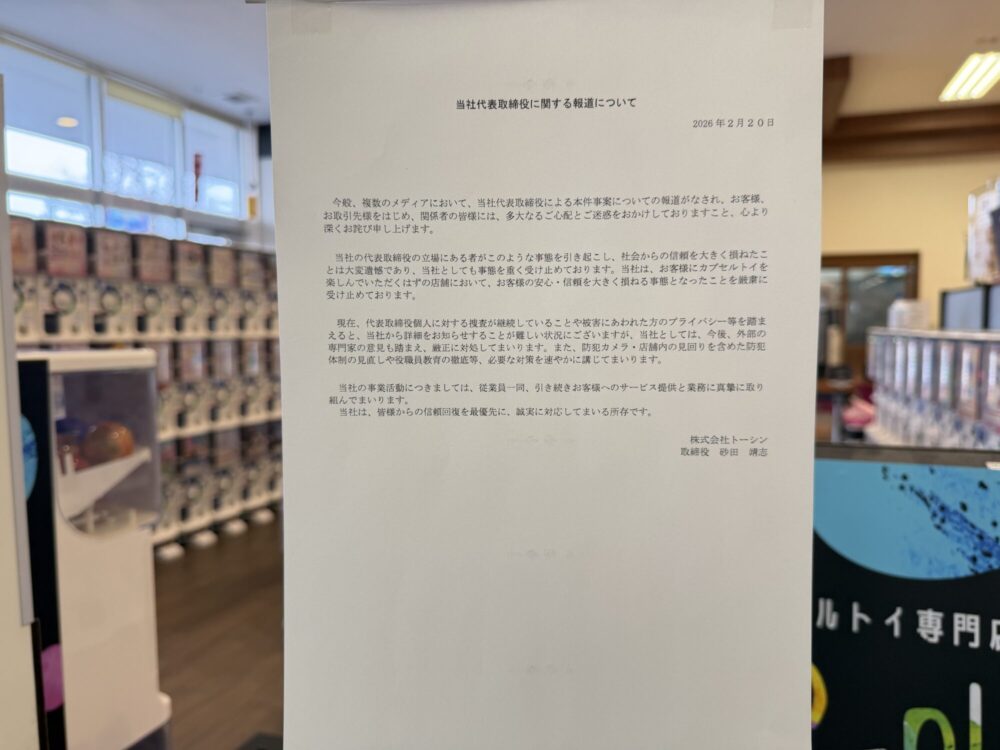 当社代表取締役に関する報道について
2026年2月20日
今般、複数のメディアにおいて、当社代表取締役による本件事案についての報道がなされ、お客様、
お取引先様をはじめ、関係者の皆様には、多大なるご心配とご迷惑をおかけしておりますこと、心より
深くお詫び申し上げます。
当社の代表取締役の立場にある者がこのような事態を引き起こし、社会からの信頼を大きく損ねたこ
とは大変遺憾であり、当社としても事態を重く受け止めております。当社は、お客様にカプセルトイを
楽しんでいただくはずの店舗において、お客様の安心・信頼を大きく損ねる事態となったことを厳粛に
受け止めております。
現在、代表取締役個人に対する捜査が継続していることや被害にあわれた方のプライバシー等を踏ま
えると、当社から詳細をお知らせすることが難しい状況にございますが、当社としては、今後、外部の
専門家の意見も踏まえ、厳正に対処してまいります。また、防犯カメラ・店舗内の見回りを含めた防犯
体制の見直しや役職員教育の徹底等、必要な対策を速やかに講じてまいります。
当社の事業活動につきましては、従業員一同、引き続きお客様へのサービス提供と業務に真摯に取り
組んでまいります。
当社は、皆様からの信頼回復を最優先に、誠実に対応してまいる所存です。
株式会社トーシン
取締役 砂田 靖志
ルトイ専門店